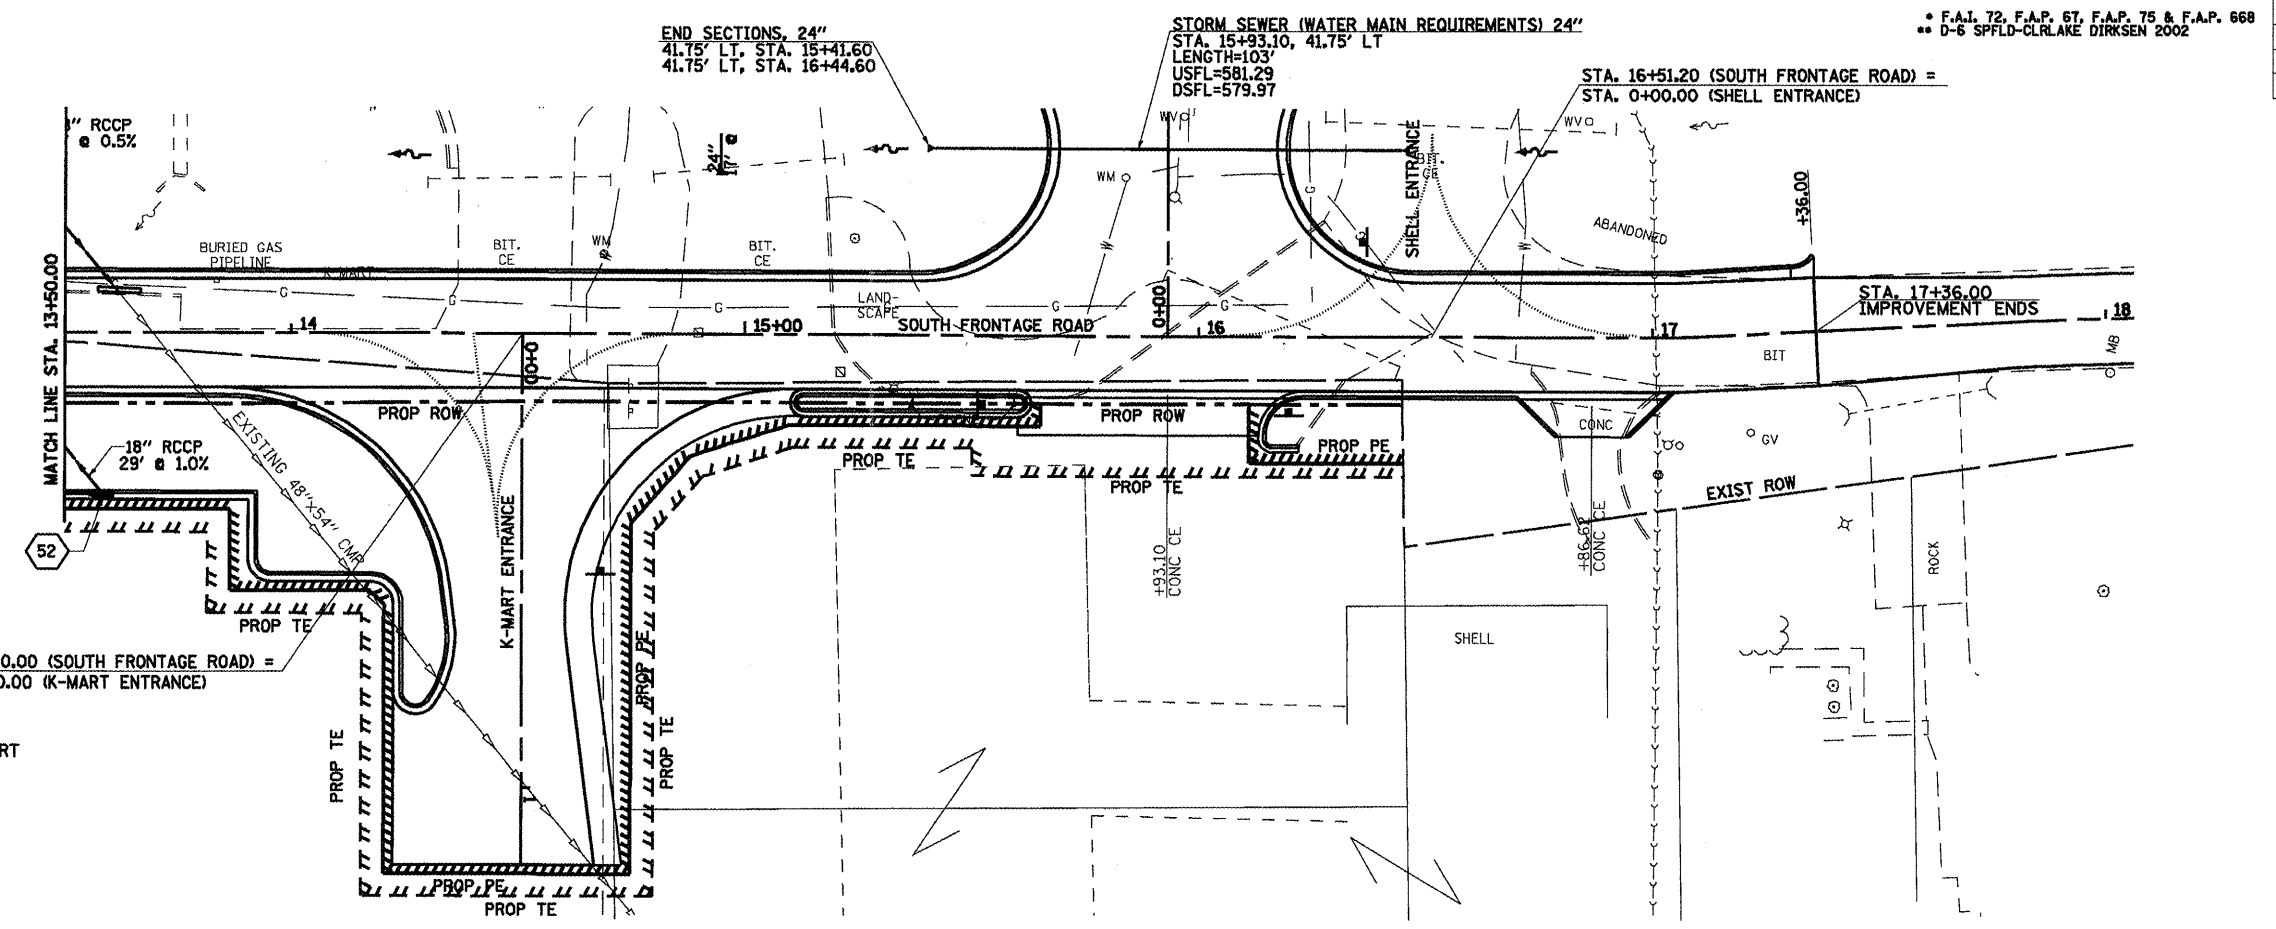 * F.A.I. 72, F.A.P. 67, F.A.P. 75 & F.A.P. 668
** D-6 SPFLD-CLRLAKE DIRKSEN 2002
END SECTIONS, 24"
41.75' LT, STA. 15+41.60
41.75' LT, STA. 16+44.60
STORM SEWER (WATER MAIN REQUIREMENTS) 24"
STA. 15+93.10, 41.75' LT
LENGTH=103'
USFL=581.29
DSFL=579.97
STA. 16+51.20 (SOUTH FRONTAGE ROAD) =
STA. 0+00.00 (SHELL ENTRANCE)
" RCCP
@ 0.5%
24"
17' @
WV
WV
WM
BIT.
CE
SHELL ENTRANCE
+36.00
ABANDONED
BURIED GAS
PIPELINE
K-MART
BIT.
CE
WM
BIT.
CE
2
W
W
G
G
G
G
G
G
G
LAND-
SCAPE
MATCH LINE STA. 13+50.00
14
15+00
SOUTH FRONTAGE ROAD
0+00
16
17
18
STA. 17+36.00
IMPROVEMENT ENDS
BIT
MB
0+00
PROP ROW
PROP ROW
PROP PE
CONC
GV
EXISTING 48"X54" CMP
18" RCCP
29' @ 1.0%
PROP TE
PROP TE
EXIST ROW
52
K-MART ENTRANCE
+93.10
CONC CE
+86.62
CONC CE
ROCK
PROP TE
SHELL
PROP PE
0.00 (SOUTH FRONTAGE ROAD) =
0.00 (K-MART ENTRANCE)
RT
PROP TE
PROP TE
1
PROP PE
PROP TE